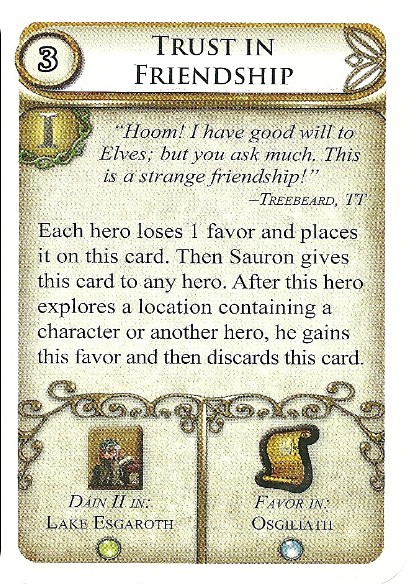 3
TRUST IN
FRIENDSHIP
I
"Hoom! I have good will to
Elves; but you ask much. This
is a strange friendship!"
–TREEBEARD, TT
Each hero loses 1 favor and places
it on this card. Then Sauron gives
this card to any hero. After this hero
explores a location containing a
character or another hero, he gains
this favor and then discards this card.
DAIN II IN:
LAKE ESGAROTH
FAVOR IN:
OSGILIATH